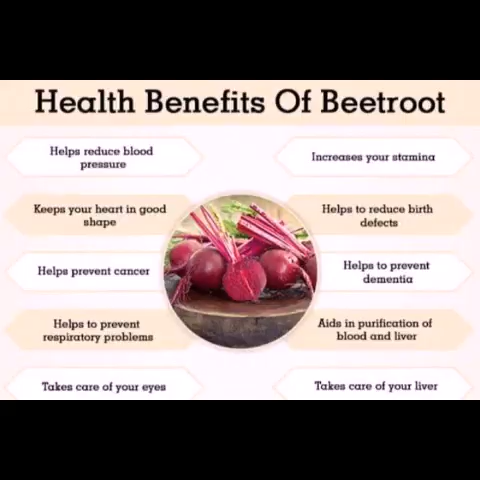 Health Benefits Of Beetroot
Helps reduce blood
pressure
Increases your stamina
Keeps your heart in good
shape
Helps to reduce birth
defects
Helps prevent cancer
Helps to prevent
dementia
Helps to prevent
respiratory problems
Aids in purification of
blood and liver
Takes care of your eyes
Takes care of your liver